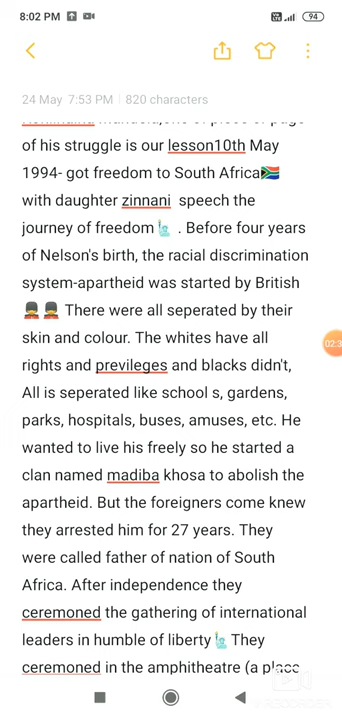 8:02 PM
94
24 May 7:53 PM | 820 characters
of his struggle is our lesson10th May
1994- got freedom to South Africa🇿🇦
with daughter zinnani speech the
journey of freedom🗽 . Before four years
of Nelson's birth, the racial discrimination
system-apartheid was started by British
💂💂 There were all seperated by their
skin and colour. The whites have all
02:3
rights and previleges and blacks didn't,
All is seperated like school s, gardens,
parks, hospitals, buses, amuses, etc. He
wanted to live his freely so he started a
clan named madiba khosa to abolish the
apartheid. But the foreigners come knew
they arrested him for 27 years. They
were called father of nation of South
Africa. After independence they
ceremoned the gathering of international
leaders in humble of liberty🗽 They
ceremoned in the amphitheatre (a place